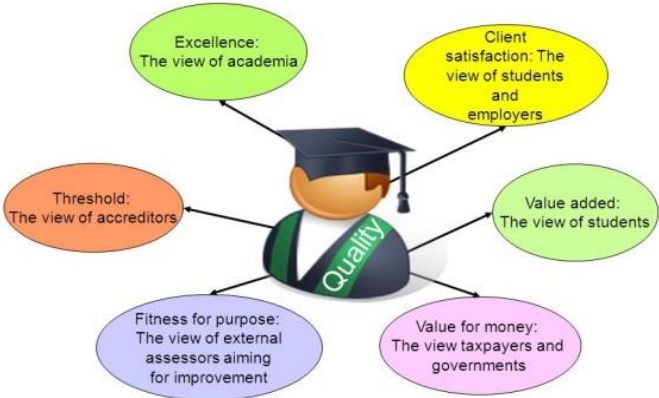 Excellence:
The view of academia
Client
satisfaction: The
view of students
and
employers
Threshold:
The view of accreditors
Value added:
The view of students
Quality
Fitness for purpose:
The view of external
assessors aiming
for improvement
Value for money:
The view taxpayers and
governments